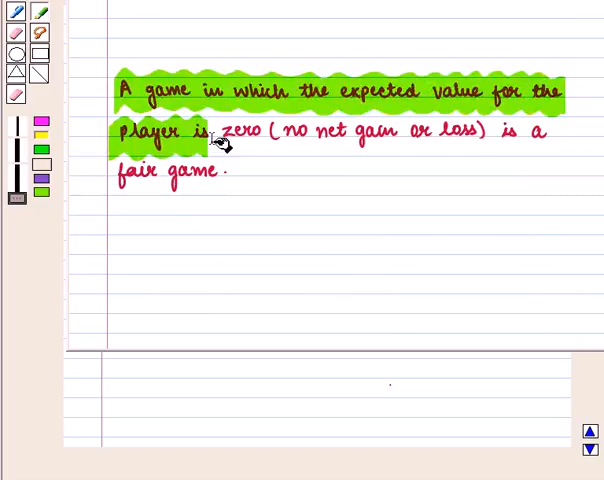 A game in which the expected value for the
player is zero (no net gain or loss) is a
fair game.